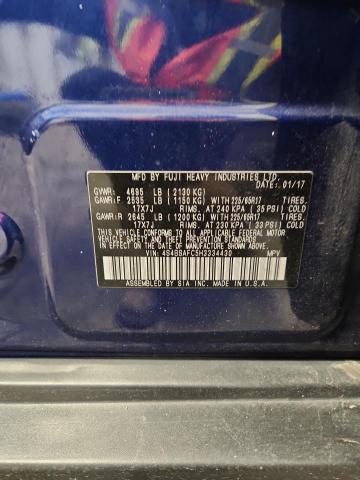 MFD BY FUJI HEAVY INDUSTRIES LTD.
DATE: 01/17
GVWR: 4695 LB ( 2130 KG)
GAWR:F 2535 LB ( 1150 KG) WITH 225/65R17 TIRES.
17X7J RIMS. AT 240 KPA ( 35 PSI) COLD
GAWR:R 2645 LB ( 1200 KG) WITH 225/65R17 TIRES.
17X7J RIMS. AT 230 KPA ( 33 PSI) COLD
THIS VEHICLE CONFORMS TO ALL APPLICABLE FEDERAL MOTOR
VEHICLE SAFETY AND THEFT PREVENTION STANDARDS IN EFFECT
ON THE DATE OF MANUFACTURE SHOWN ABOVE.
VIN: 4S4BSAFC5H3334430 MPV
ASSEMBLED BY SIA INC. MADE IN U.S.A.